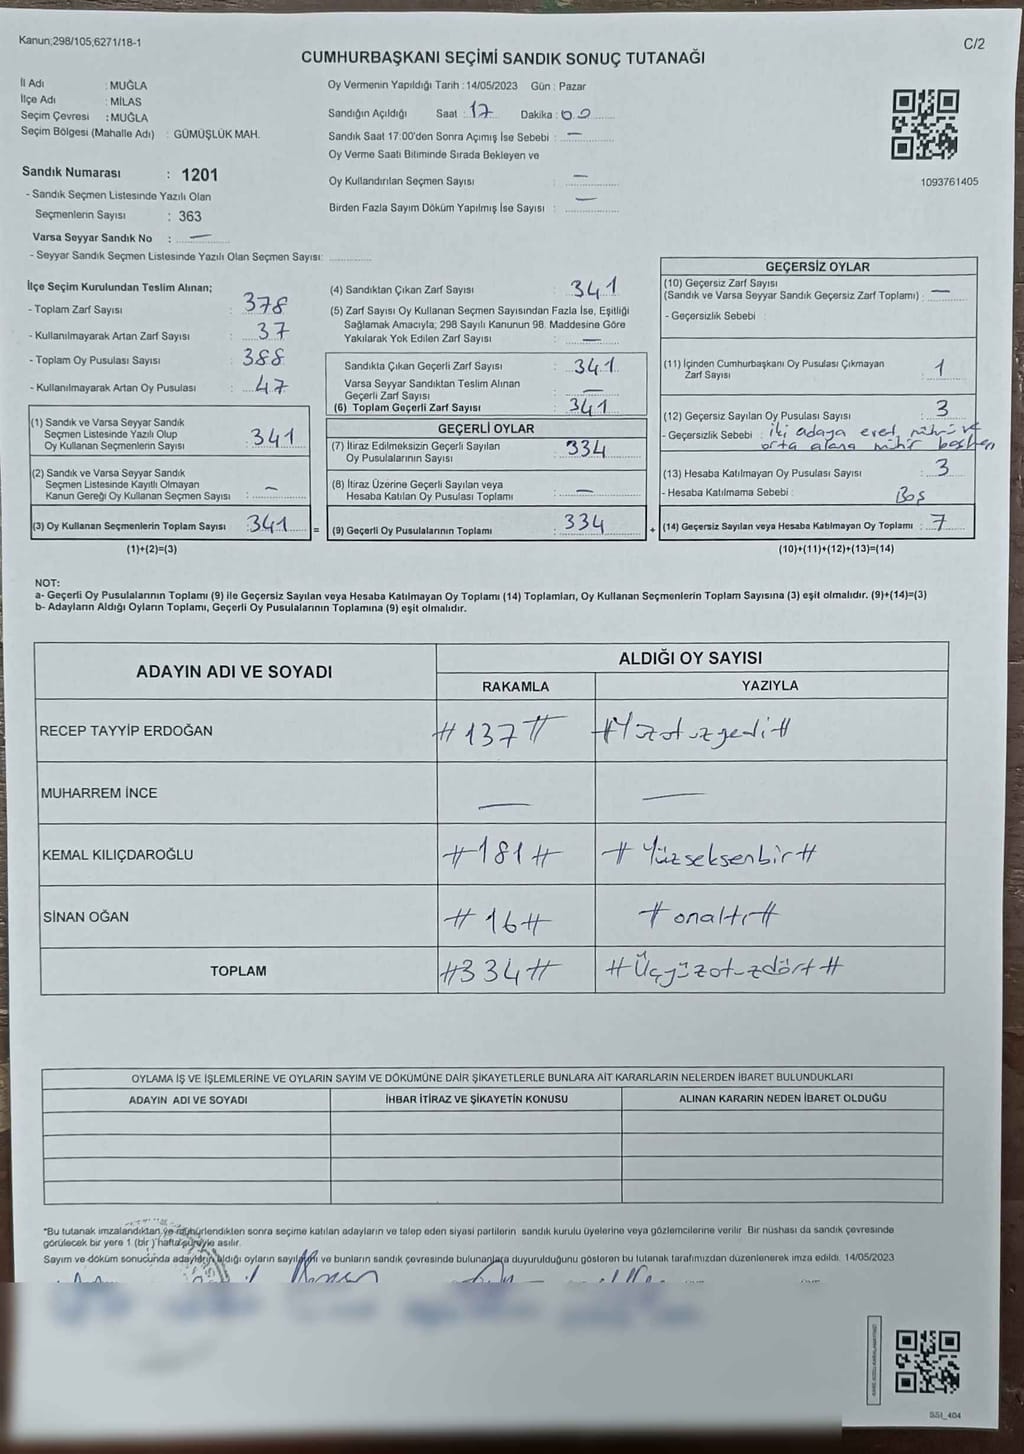 Kanun;298/105,6271/18-1
C/2
CUMHURBAŞKANI SEÇİMİ SANDIK SONUÇ TUTANAĞI
İl Adı : MUĞLA
İlçe Adı : MİLAS
Seçim Çevresi : MUĞLA
Seçim Bölgesi (Mahalle Adı) : GÜMÜŞLÜK MAH.
Oy Vermenin Yapıldığı Tarih : 14/05/2023 Gün : Pazar
Sandığın Açıldığı Saat : 17 Dakika : 00
Sandık Saat 17:00'den Sonra Açımış İse Sebebi : —
Oy Verme Saati Bitiminde Sırada Bekleyen ve
Oy Kullandırılan Seçmen Sayısı : —
Birden Fazla Sayım Döküm Yapılmış İse Sayısı : —
1093761405
Sandık Numarası : 1201
- Sandık Seçmen Listesinde Yazılı Olan
Seçmenlerin Sayısı : 363
Varsa Seyyar Sandık No : —
- Seyyar Sandık Seçmen Listesinde Yazılı Olan Seçmen Sayısı:
İlçe Seçim Kurulundan Teslim Alınan;
- Toplam Zarf Sayısı : 378
- Kullanılmayarak Artan Zarf Sayısı : 37
- Toplam Oy Pusulası Sayısı : 388
- Kullanılmayarak Artan Oy Pusulası : 47
(1) Sandık ve Varsa Seyyar Sandık
Seçmen Listesinde Yazılı Olup
Oy Kullanan Seçmenlerin Sayısı : 341
(2) Sandık ve Varsa Seyyar Sandık
Seçmen Listesinde Kayıtlı Olmayan
Kanun Gereği Oy Kullanan Seçmen Sayısı : —
(3) Oy Kullanan Seçmenlerin Toplam Sayısı : 341 =
(1)+(2)=(3)
(4) Sandıktan Çıkan Zarf Sayısı : 341
(5) Zarf Sayısı Oy Kullanan Seçmen Sayısından Fazla İse, Eşitliği
Sağlamak Amacıyla; 298 Sayılı Kanunun 98. Maddesine Göre
Yakılarak Yok Edilen Zarf Sayısı : —
Sandıkta Çıkan Geçerli Zarf Sayısı : 341
Varsa Seyyar Sandıktan Teslim Alınan
Geçerli Zarf Sayısı : —
(6) Toplam Geçerli Zarf Sayısı : 341
GEÇERLİ OYLAR
(7) İtiraz Edilmeksizin Geçerli Sayılan
Oy Pusulalarının Sayısı : 334
(8) İtiraz Üzerine Geçerli Sayılan veya
Hesaba Katılan Oy Pusulası Toplamı : —
(9) Geçerli Oy Pusulalarının Toplamı : 334 +
GEÇERSİZ OYLAR
(10) Geçersiz Zarf Sayısı
(Sandık ve Varsa Seyyar Sandık Geçersiz Zarf Toplamı) : —
- Geçersizlik Sebebi :
(11) İçinden Cumhurbaşkanı Oy Pusulası Çıkmayan
Zarf Sayısı : 1
(12) Geçersiz Sayılan Oy Pusulası Sayısı : 3
- Geçersizlik Sebebi : iki adaya evet, mührü ve
orta alana mühür
(13) Hesaba Katılmayan Oy Pusulası Sayısı : 3
- Hesaba Katılmama Sebebi : Boş
(14) Geçersiz Sayılan veya Hesaba Katılmayan Oy Toplamı : 7
(10)+(11)+(12)+(13)=(14)
NOT:
a- Geçerli Oy Pusulalarının Toplamı (9) ile Geçersiz Sayılan veya Hesaba Katılmayan Oy Toplamı (14) Toplamları, Oy Kullanan Seçmenlerin Toplam Sayısına (3) eşit olmalıdır. (9)+(14)=(3)
b- Adayların Aldığı Oyların Toplamı, Geçerli Oy Pusulalarının Toplamına (9) eşit olmalıdır.
ADAYIN ADI VE SOYADI
ALDIĞI OY SAYISI
RAKAMLA YAZIYLA
RECEP TAYYİP ERDOĞAN #137# #Yüzotuzyedi#
MUHARREM İNCE — —
KEMAL KILIÇDAROĞLU #181# #Yüzseksenbir#
SİNAN OĞAN #16# #onaltı#
TOPLAM #334# #Üçyüzotuzdört#
OYLAMA İŞ VE İŞLEMLERİNE VE OYLARIN SAYIM VE DÖKÜMÜNE DAİR ŞİKAYETLERLE BUNLARA AİT KARARLARIN NELERDEN İBARET BULUNDUKLARI
ADAYIN ADI VE SOYADI İHBAR İTİRAZ VE ŞİKAYETİN KONUSU ALINAN KARARIN NEDEN İBARET OLDUĞU
*Bu tutanak imzalandıktan ve mühürlendikten sonra seçime katılan adayların ve talep eden siyasi partilerin sandık kurulu üyelerine veya gözlemcilerine verilir. Bir nüshası da sandık çevresinde
görülecek bir yere 1 (bir) hafta süreyle asılır.
Sayım ve döküm sonucunda adayların aldığı oyların sayıları ve bunların sandık çevresinde bulunanlara duyurulduğunu gösteren bu tutanak tarafımızdan düzenlenerek imza edildi. 14/05/2023
SSI_404